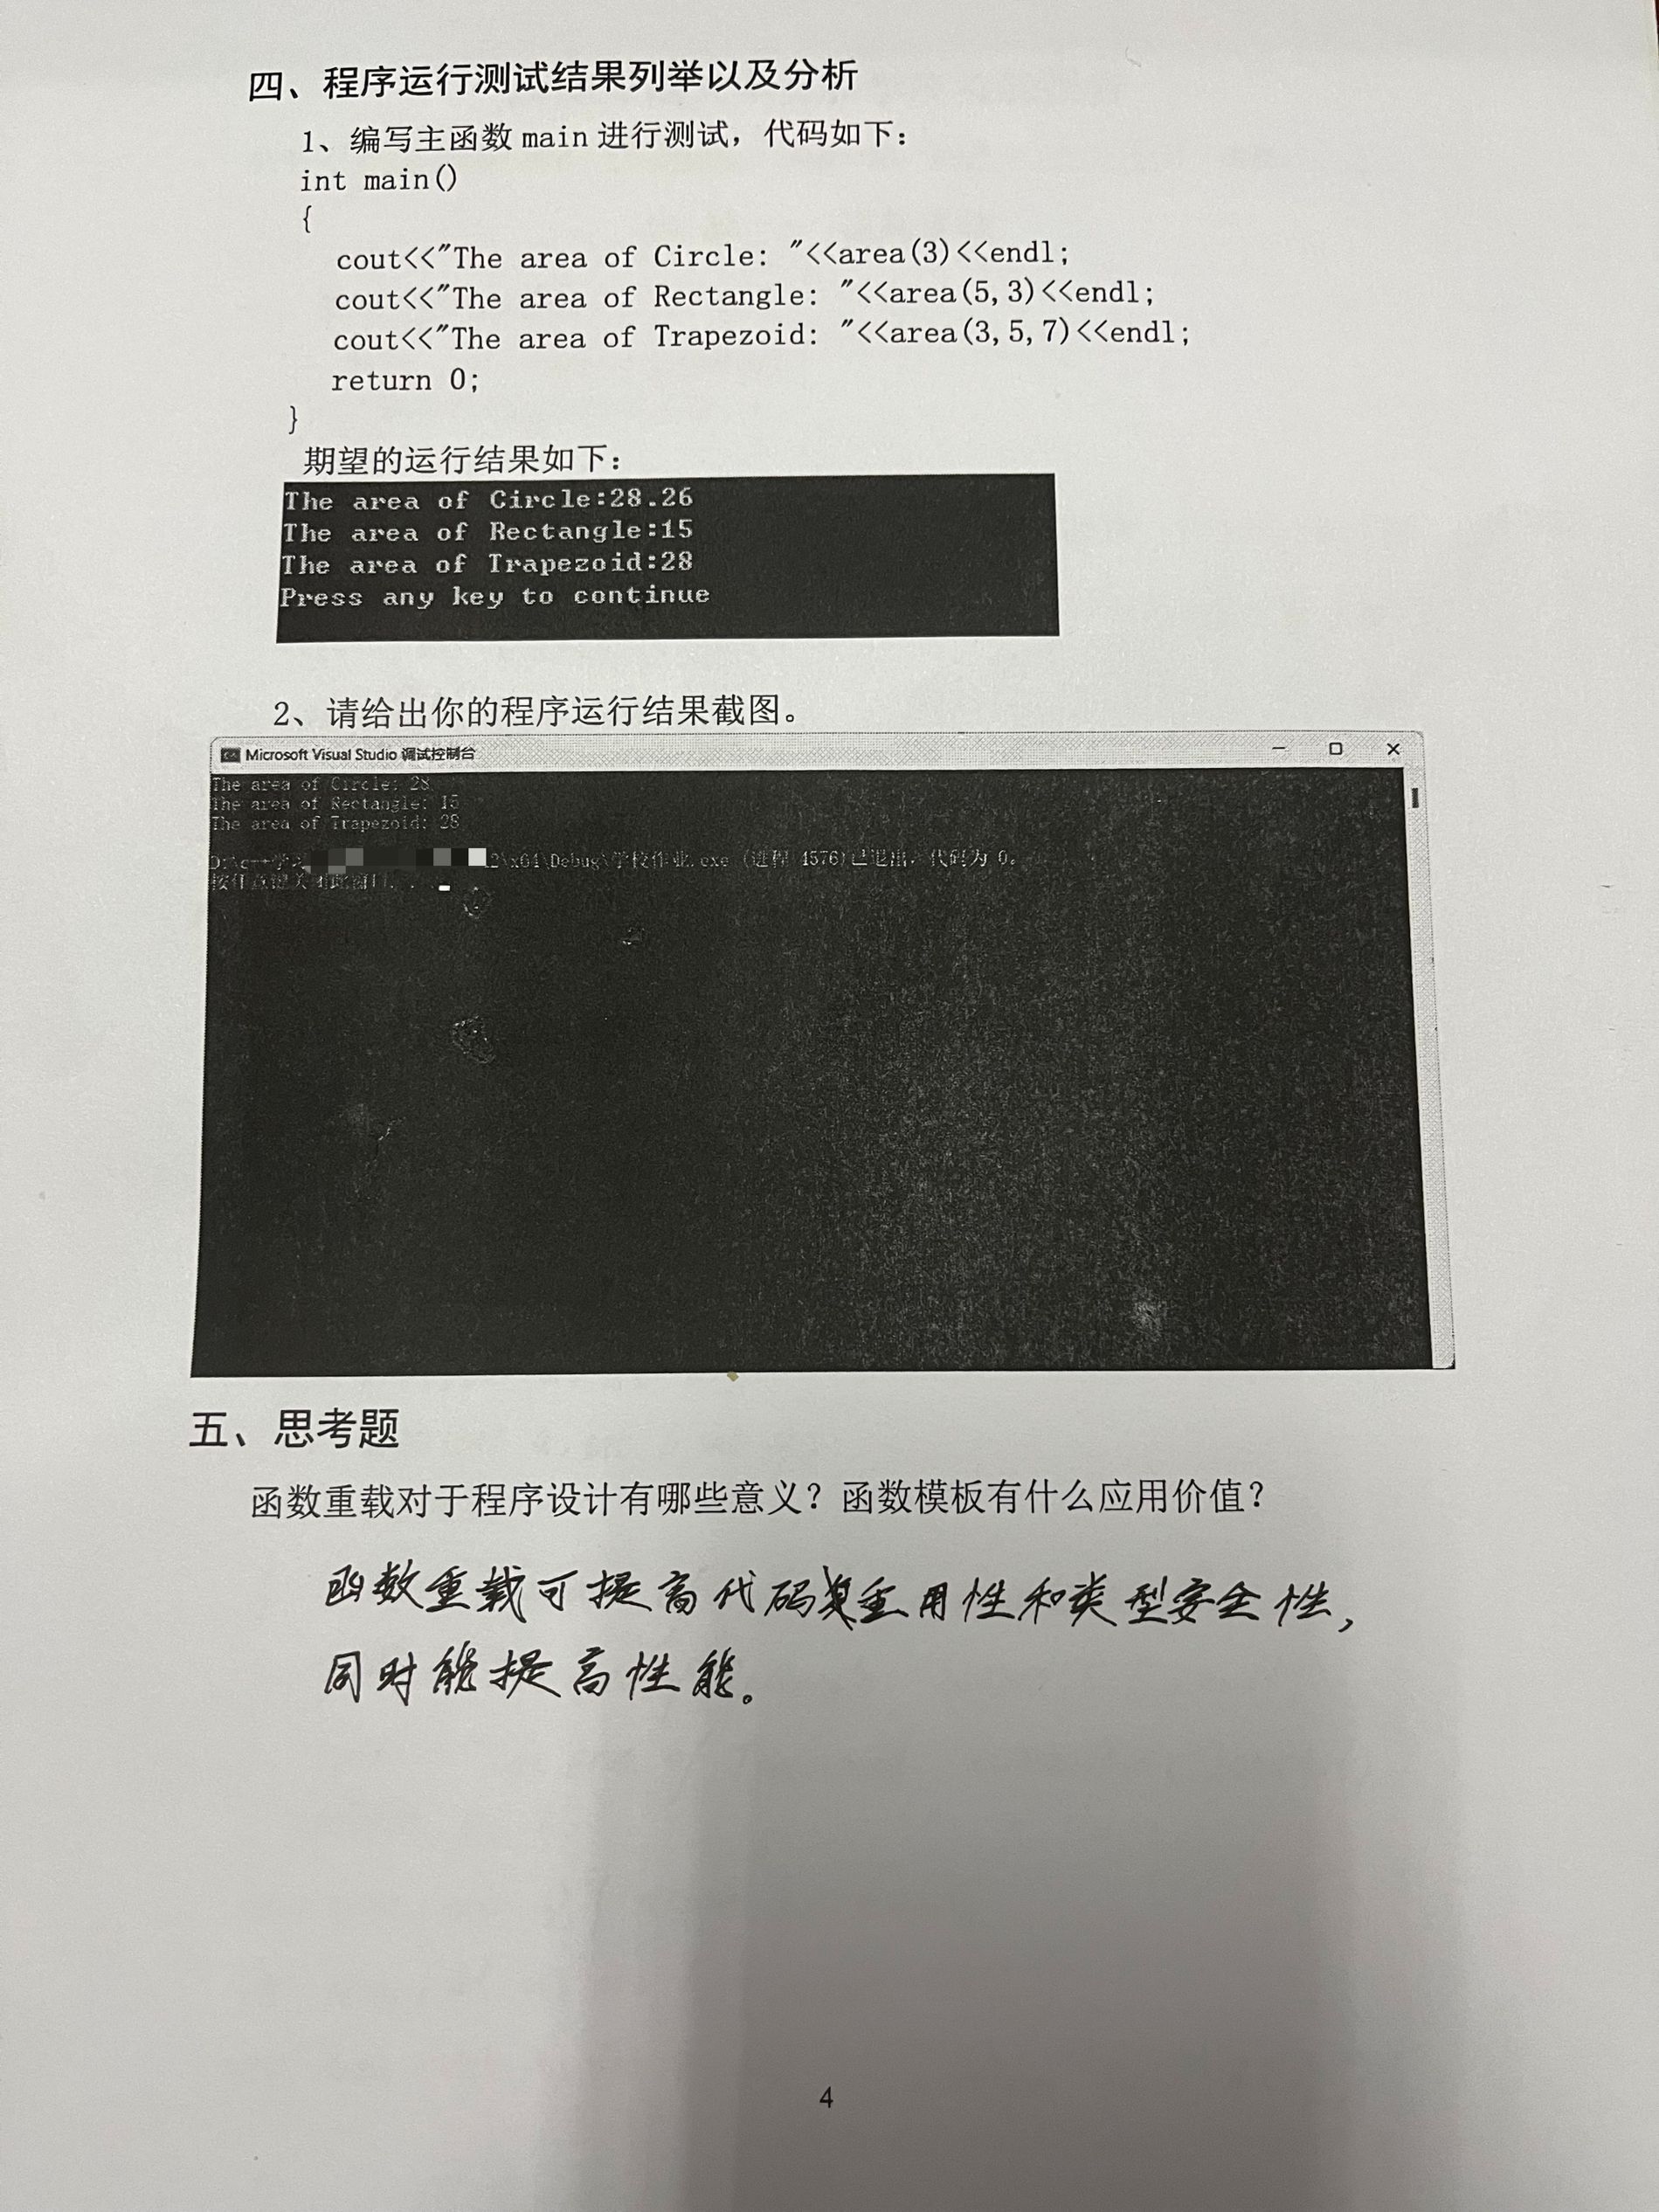 四、程序运行测试结果列举以及分析
1、编写主函数 main 进行测试，代码如下：
int main()
{
cout<<"The area of Circle: "<<area(3)<<endl;
cout<<"The area of Rectangle: "<<area(5,3)<<endl;
cout<<"The area of Trapezoid: "<<area(3,5,7)<<endl;
return 0;
}
期望的运行结果如下：
The area of Circle:28.26
The area of Rectangle:15
The area of Trapezoid:28
Press any key to continue
2、请给出你的程序运行结果截图。
Microsoft Visual Studio 调试控制台
The area of Circle: 28
The area of Rectangle: 15
The area of Trapezoid: 28
D:\c++学习 2\x64\Debug\学校作业.exe (进程 4576)已退出，代码为 0。
按任意键关闭此窗口. . .
五、思考题
函数重载对于程序设计有哪些意义？函数模板有什么应用价值？
函数重载可提高代码重用性和类型安全性，
同时能提高性能。
4